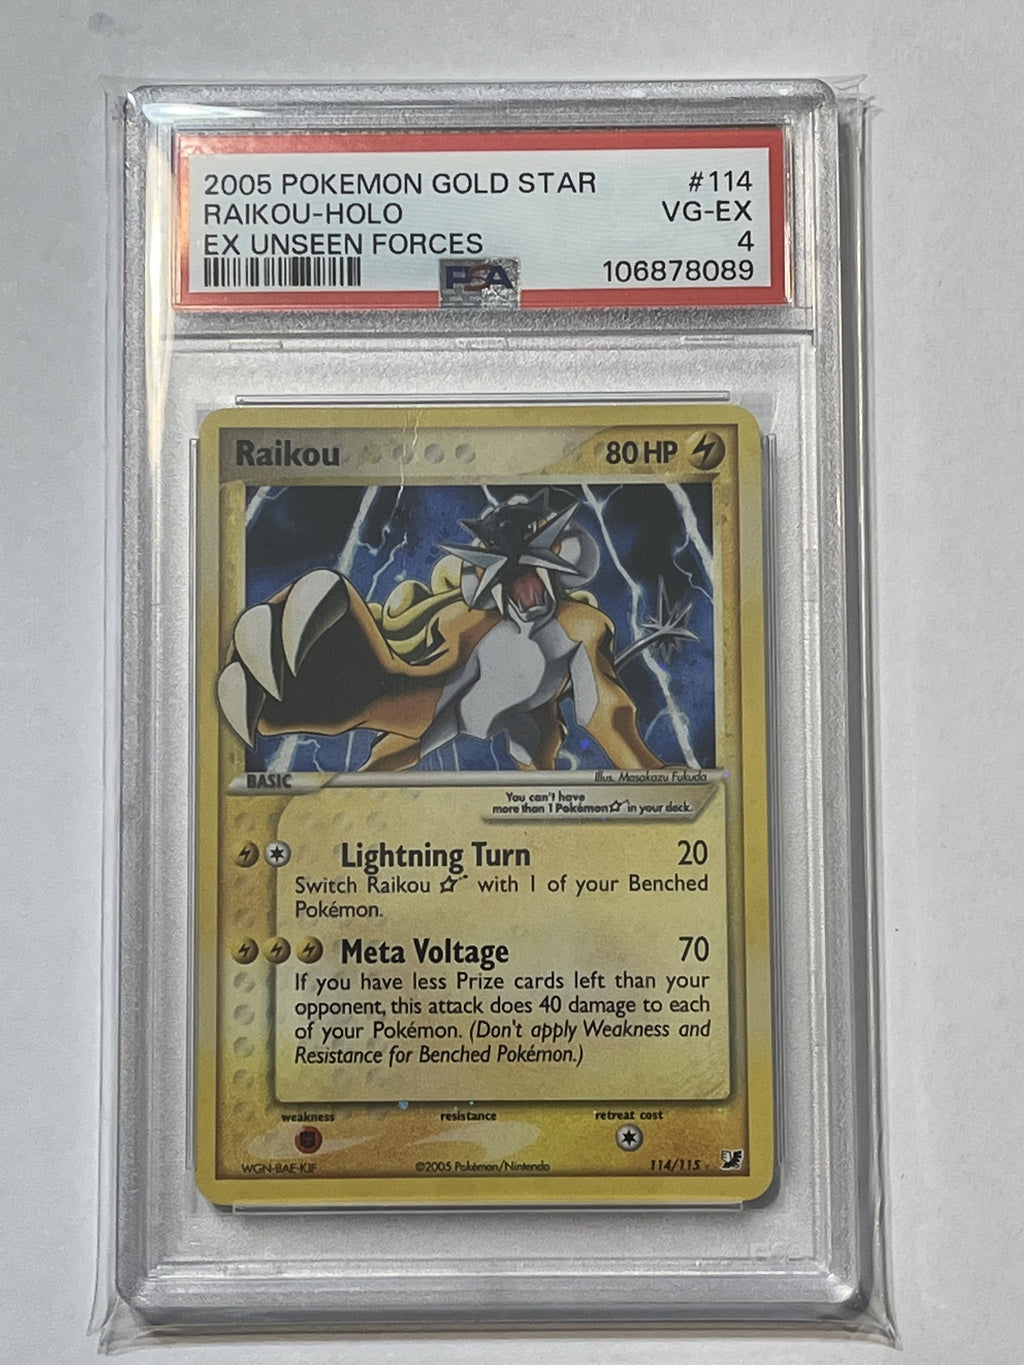 2005 POKEMON GOLD STAR #114
RAIKOU-HOLO VG-EX
EX UNSEEN FORCES 4
PSA 106878089
Raikou 80 HP
BASIC
Illus. Masakazu Fukuda
You can't have
more than 1 Pokémon☆ in your deck.
Lightning Turn 20
Switch Raikou ☆ with 1 of your Benched
Pokémon.
Meta Voltage 70
If you have less Prize cards left than your
opponent, this attack does 40 damage to each
of your Pokémon. (Don't apply Weakness and
Resistance for Benched Pokémon.)
weakness resistance retreat cost
WGN-BAE-KJF ©2005 Pokémon/Nintendo 114/115